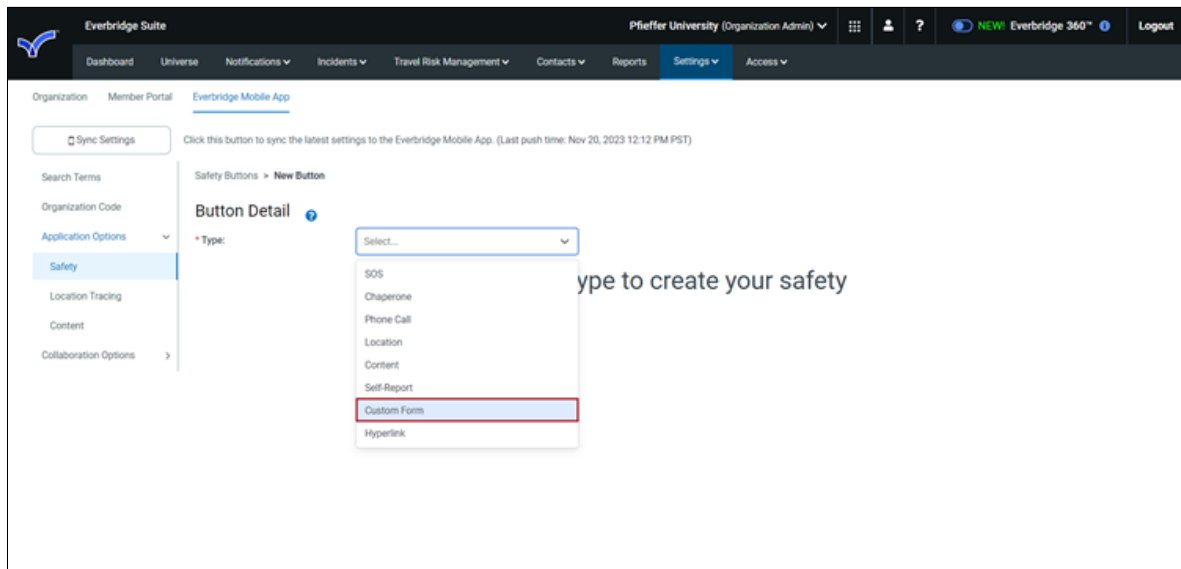 Everbridge Suite
Pfieffer University (Organization Admin)
?
NEW! Everbridge 360™
Logout
Dashboard Universe Notifications Incidents Travel Risk Management Contacts Reports Settings Access
Organization Member Portal Everbridge Mobile App
Sync Settings
Click this button to sync the latest settings to the Everbridge Mobile App. (Last push time: Nov 20, 2023 12:12 PM PST)
Search Terms
Organization Code
Application Options
Safety
Location Tracing
Content
Collaboration Options
Safety Buttons > New Button
Button Detail ?
* Type:
Select...
SOS
Chaperone
Phone Call
Location
Content
Self-Report
Custom Form
Hyperlink
ype to create your safety